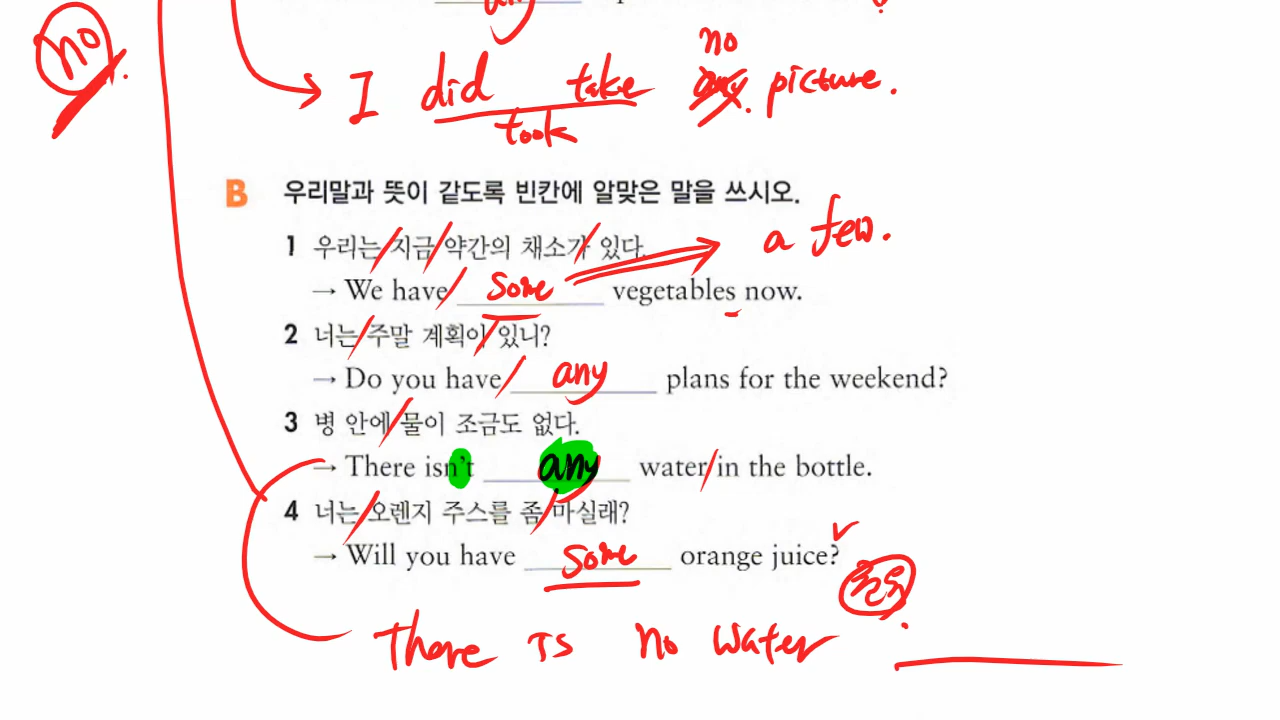 any
no
no
I did take any. picture.
took
B 우리말과 뜻이 같도록 빈칸에 알맞은 말을 쓰시오.
a few.
1 우리는 지금 약간의 채소가 있다.
→ We have some vegetables now.
2 너는 주말 계획이 있니?
→ Do you have any plans for the weekend?
3 병 안에 물이 조금도 없다.
→ There isn't any water in the bottle.
4 너는 오렌지 주스를 좀 마실래?
→ Will you have some orange juice?
There is no water